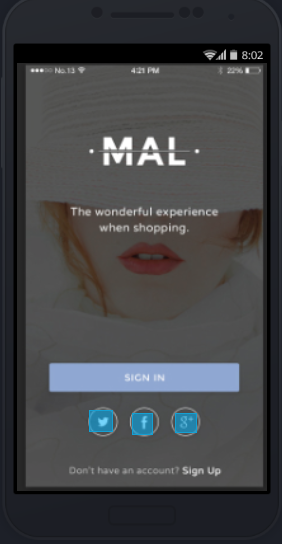 8:02
No.13 4:21 PM 22%
· MAL ·
The wonderful experience
when shopping.
SIGN IN
f g+
Don't have an account? Sign Up